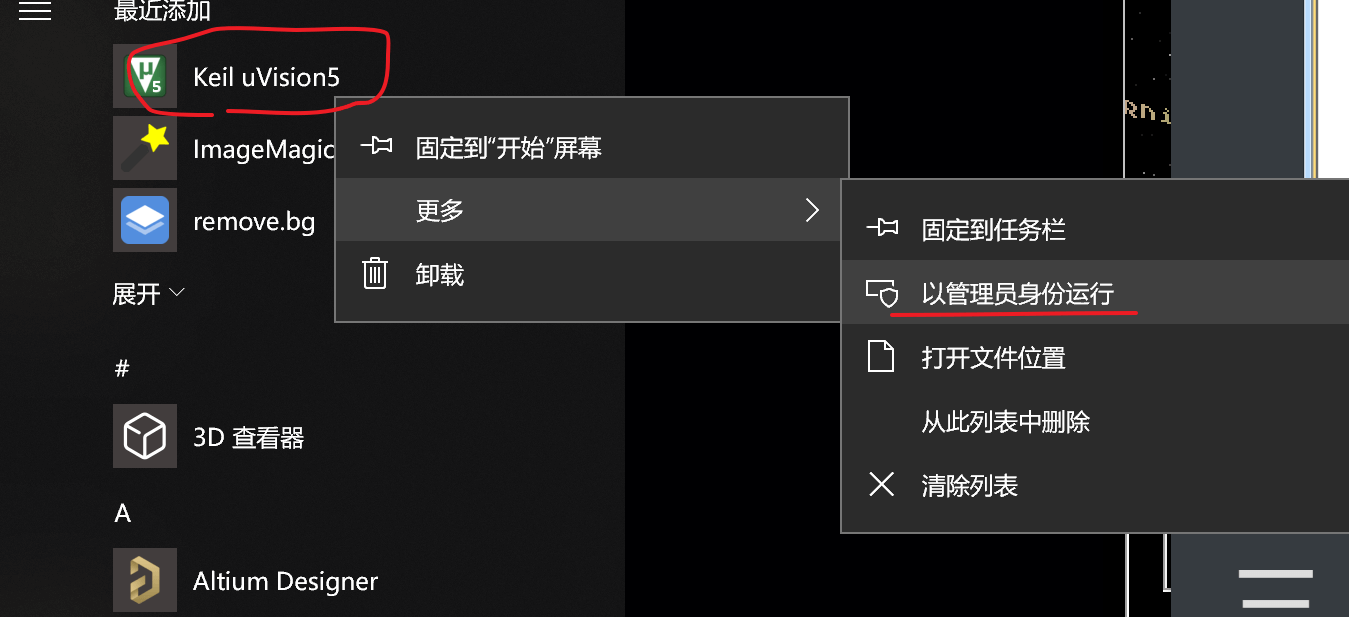 最近添加
Keil uVision5
固定到“开始”屏幕
ImageMagic
更多
remove.bg
固定到任务栏
卸载
以管理员身份运行
展开
打开文件位置
#
从此列表中删除
3D 查看器
清除列表
A
Altium Designer